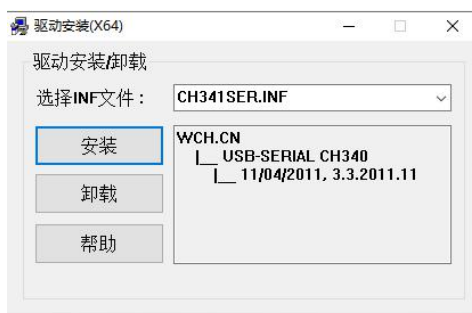 驱动安装(X64)
驱动安装/卸载
选择INF文件：
CH341SER.INF
安装
卸载
帮助
WCH.CN
|__ USB-SERIAL CH340
|__ 11/04/2011, 3.3.2011.11